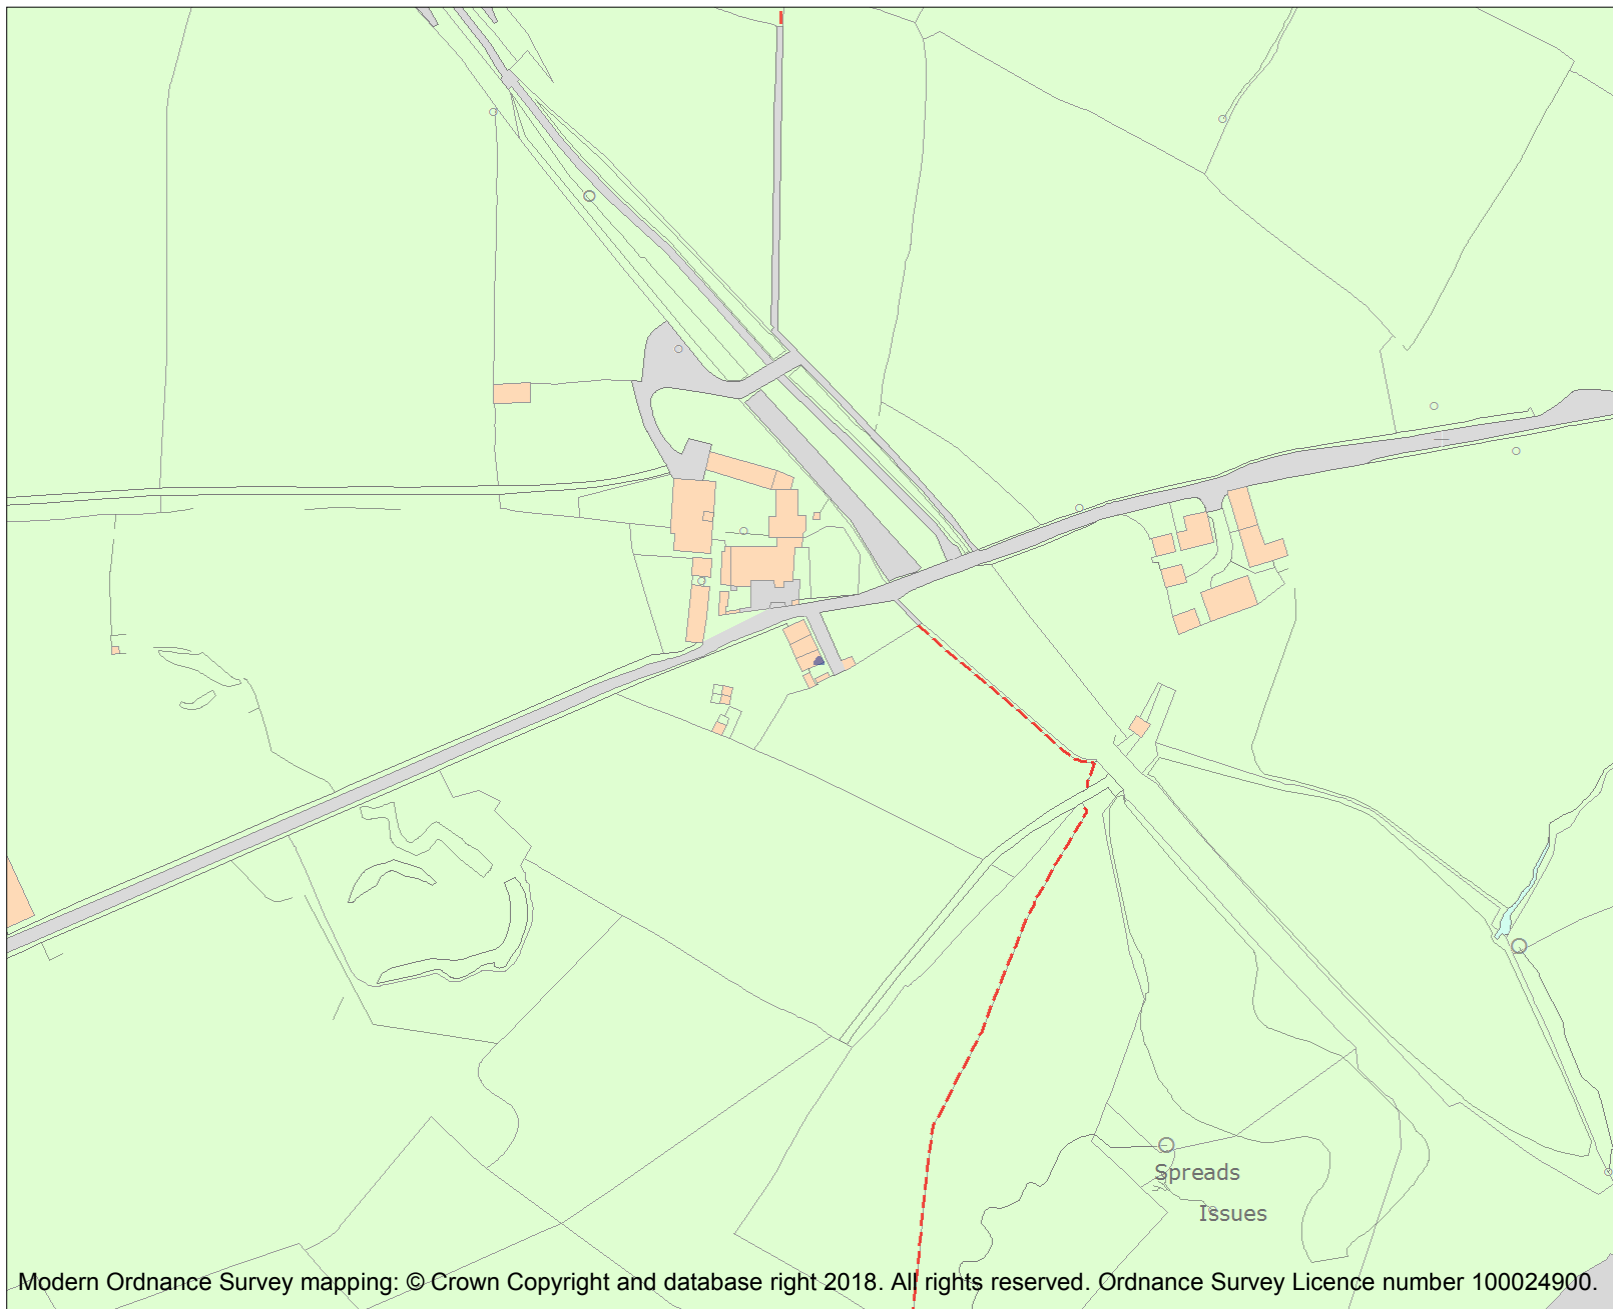 Spreads
Issues
Modern Ordnance Survey mapping: © Crown Copyright and database right 2018. All rights reserved. Ordnance Survey Licence number 100024900.